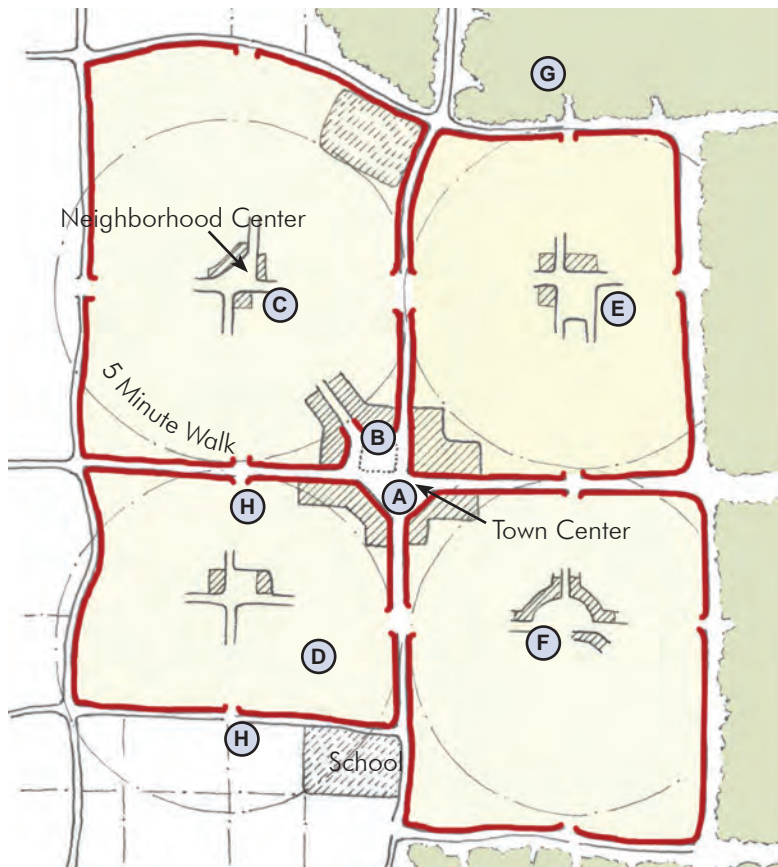 G
Neighborhood Center
C
E
5 Minute Walk
B
A
H
Town Center
D
F
H
School